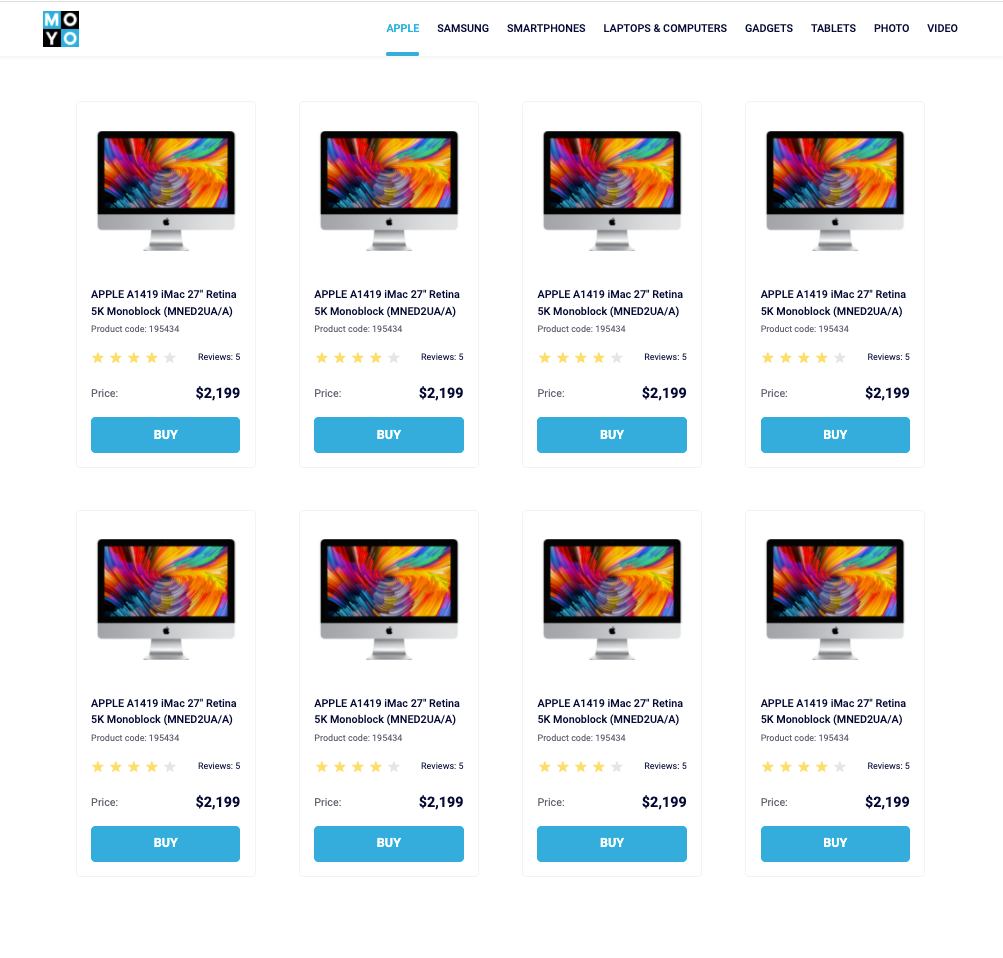 MO
YO
APPLE SAMSUNG SMARTPHONES LAPTOPS & COMPUTERS GADGETS TABLETS PHOTO VIDEO
APPLE A1419 iMac 27" Retina
5K Monoblock (MNED2UA/A)
Product code: 195434
Reviews: 5
Price: $2,199
BUY
APPLE A1419 iMac 27" Retina
5K Monoblock (MNED2UA/A)
Product code: 195434
Reviews: 5
Price: $2,199
BUY
APPLE A1419 iMac 27" Retina
5K Monoblock (MNED2UA/A)
Product code: 195434
Reviews: 5
Price: $2,199
BUY
APPLE A1419 iMac 27" Retina
5K Monoblock (MNED2UA/A)
Product code: 195434
Reviews: 5
Price: $2,199
BUY
APPLE A1419 iMac 27" Retina
5K Monoblock (MNED2UA/A)
Product code: 195434
Reviews: 5
Price: $2,199
BUY
APPLE A1419 iMac 27" Retina
5K Monoblock (MNED2UA/A)
Product code: 195434
Reviews: 5
Price: $2,199
BUY
APPLE A1419 iMac 27" Retina
5K Monoblock (MNED2UA/A)
Product code: 195434
Reviews: 5
Price: $2,199
BUY
APPLE A1419 iMac 27" Retina
5K Monoblock (MNED2UA/A)
Product code: 195434
Reviews: 5
Price: $2,199
BUY